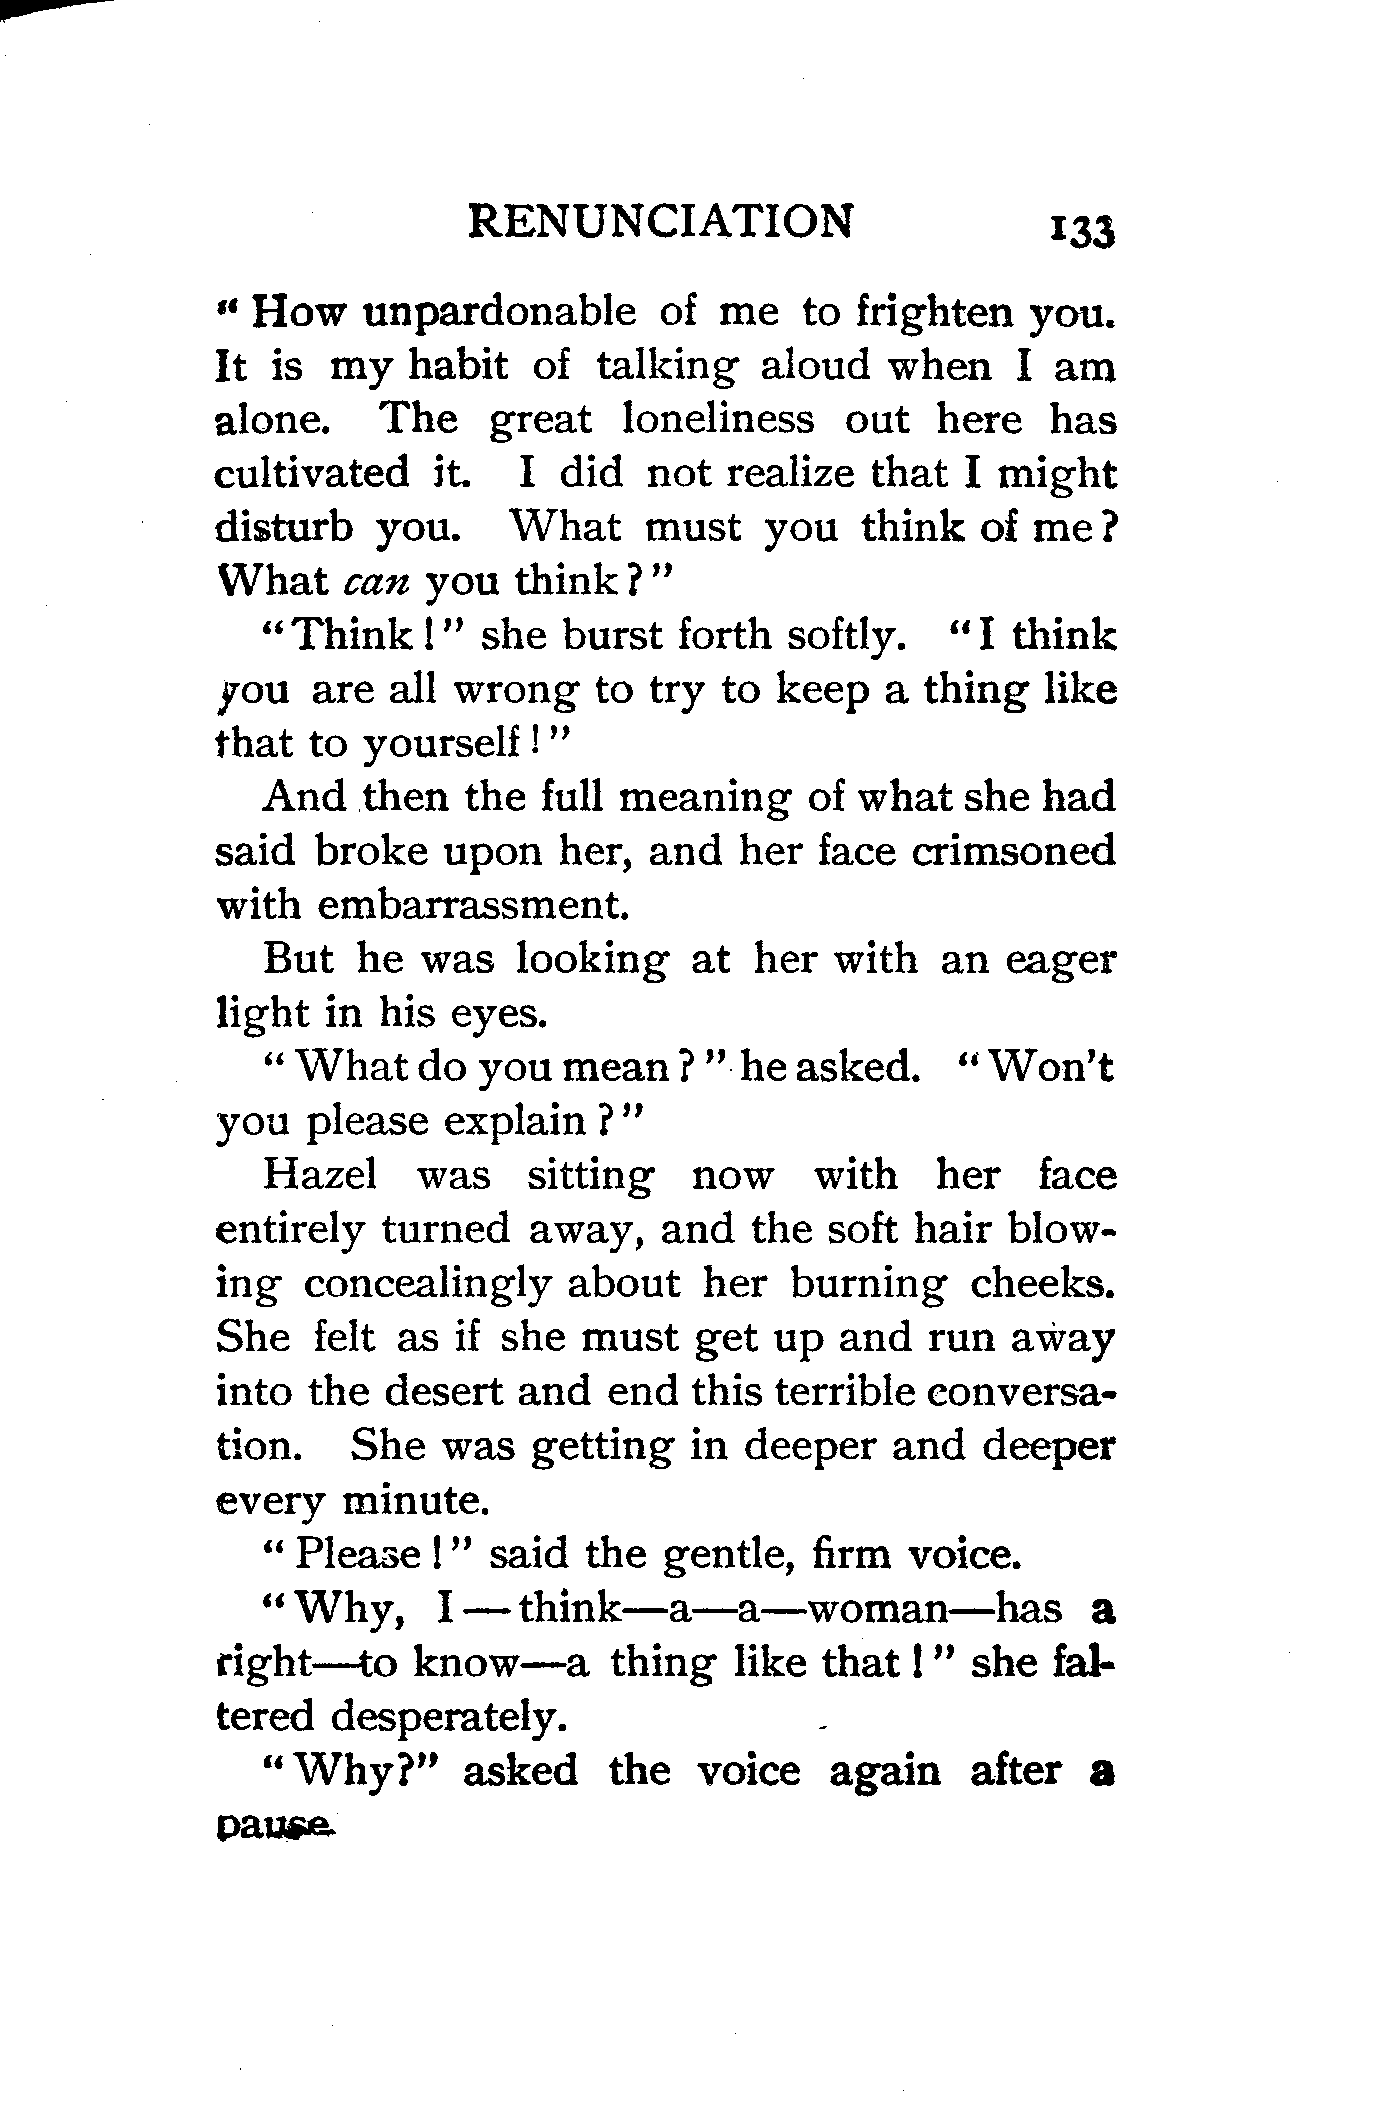 RENUNCIATION 133
" How unpardonable of me to frighten you.
It is my habit of talking aloud when I am
alone. The great loneliness out here has
cultivated it. I did not realize that I might
disturb you. What must you think of me?
What can you think?"
"Think!" she burst forth softly. "I think
you are all wrong to try to keep a thing like
that to yourself!"
And then the full meaning of what she had
said broke upon her, and her face crimsoned
with embarrassment.
But he was looking at her with an eager
light in his eyes.
"What do you mean?" he asked. "Won't
you please explain?"
Hazel was sitting now with her face
entirely turned away, and the soft hair blow-
ing concealingly about her burning cheeks.
She felt as if she must get up and run away
into the desert and end this terrible conversa-
tion. She was getting in deeper and deeper
every minute.
"Please!" said the gentle, firm voice.
"Why, I—think—a—a—woman—has a
right—to know—a thing like that!" she fal-
tered desperately.
"Why?" asked the voice again after a
pause.